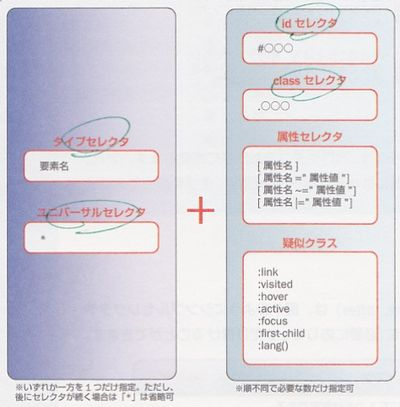 タイプセレクタ
要素名
ユニバーサルセレクタ
*
※いずれか一方を1つだけ指定。ただし、
後にセレクタが続く場合は「*」は省略可
+
id セレクタ
#○○○
class セレクタ
.○○○
属性セレクタ
[ 属性名 ]
[ 属性名 =" 属性値 "]
[ 属性名 ~=" 属性値 "]
[ 属性名 |=" 属性値 "]
疑似クラス
:link
:visited
:hover
:active
:focus
:first-child
:lang()
※順不同で必要な数だけ指定可